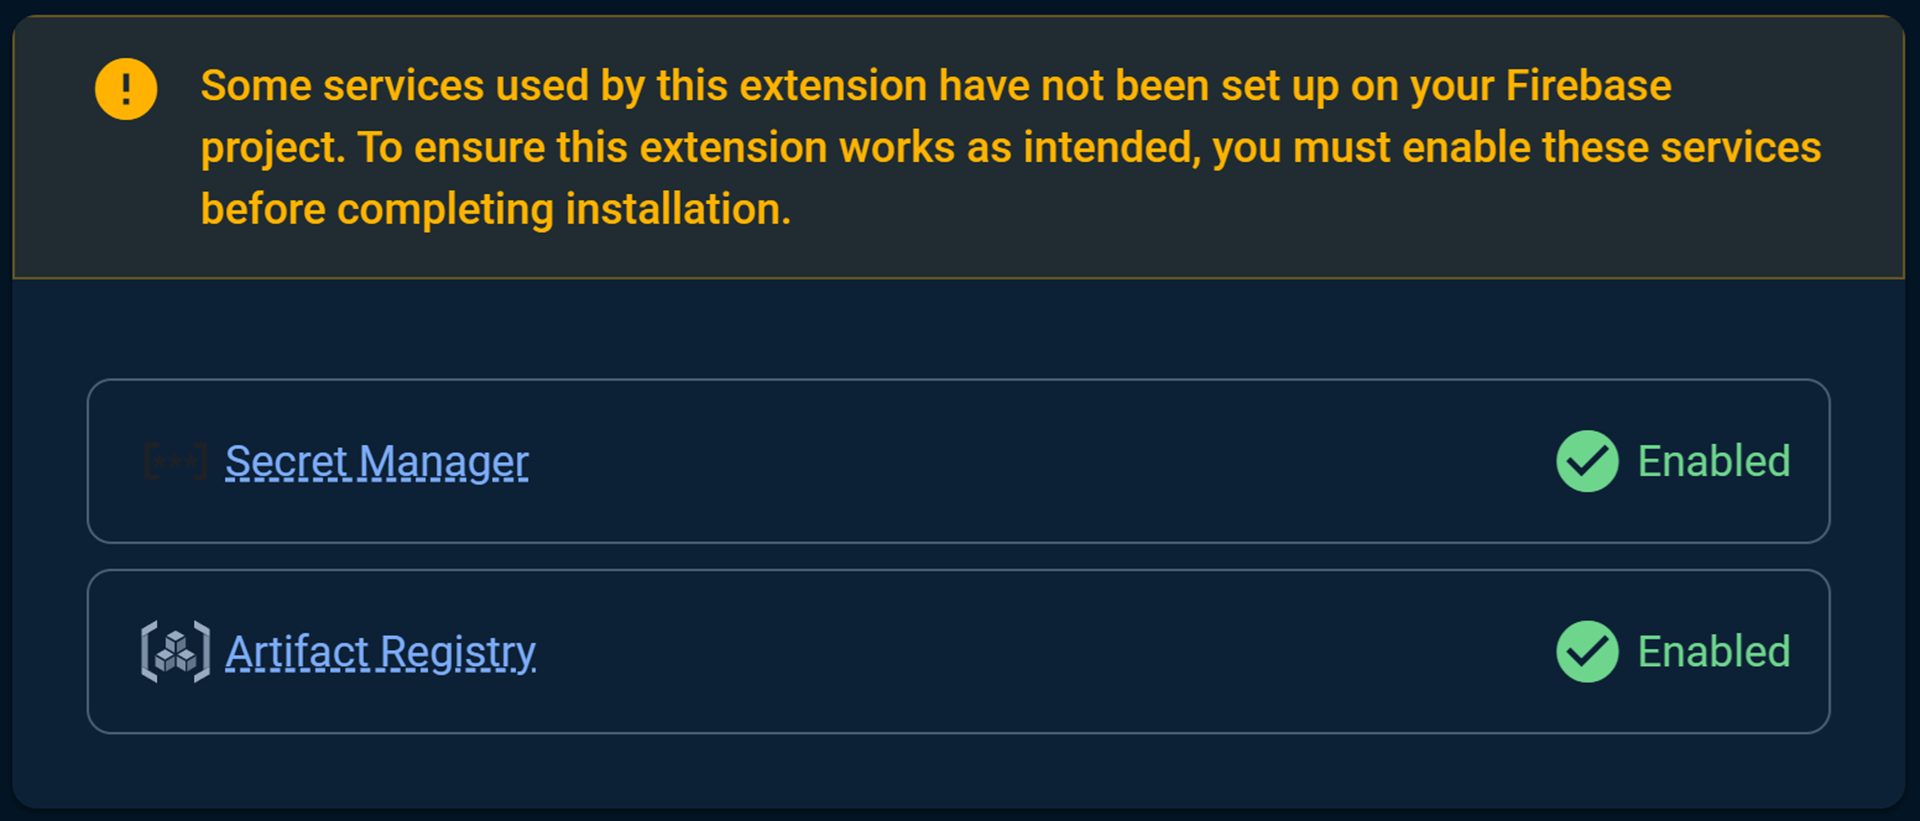 Some services used by this extension have not been set up on your Firebase
project. To ensure this extension works as intended, you must enable these services
before completing installation.
Secret Manager
Enabled
Artifact Registry
Enabled